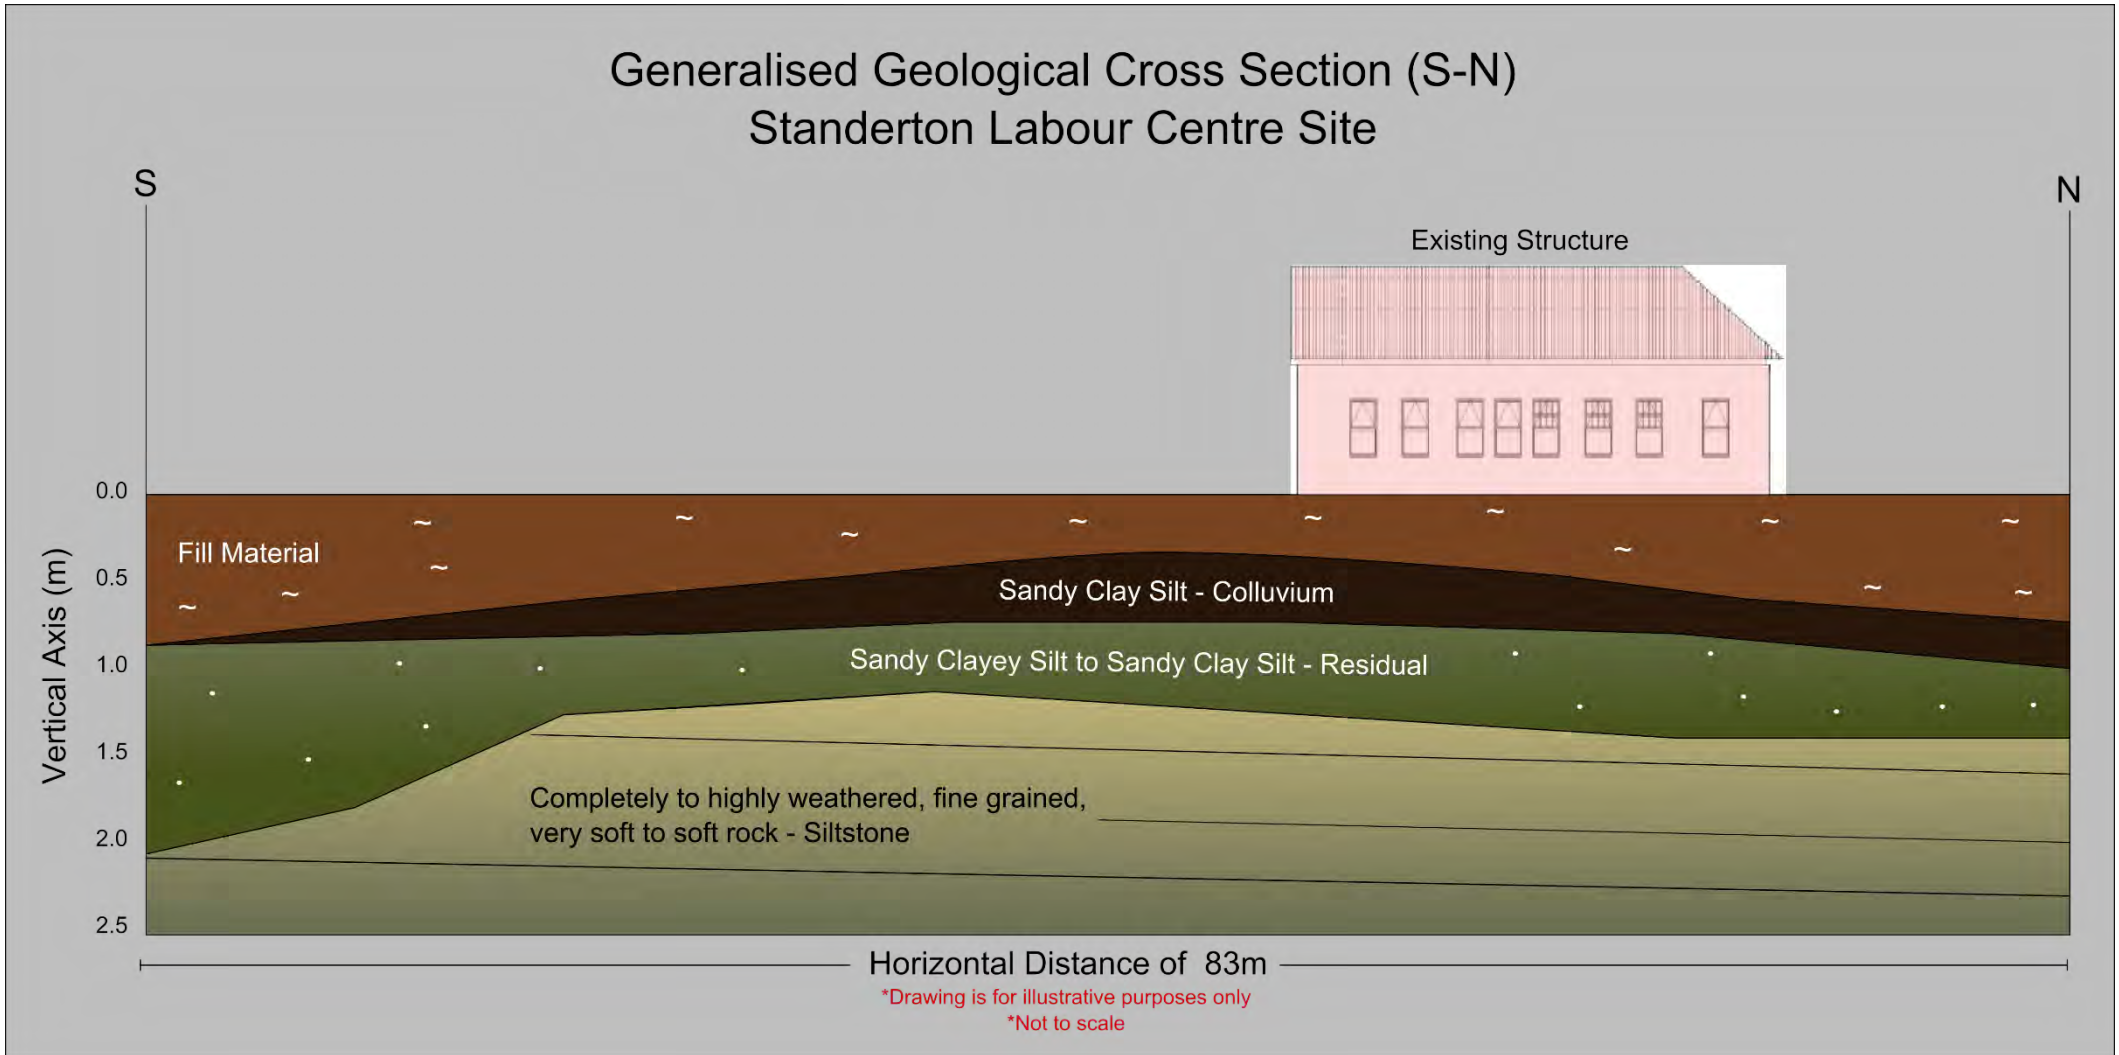 Generalised Geological Cross Section (S-N)
Standerton Labour Centre Site
S
N
Existing Structure
0.0
Fill Material
0.5
Sandy Clay Silt - Colluvium
1.0
Sandy Clayey Silt to Sandy Clay Silt - Residual
Vertical Axis (m)
1.5
Completely to highly weathered, fine grained,
very soft to soft rock - Siltstone
2.0
2.5
Horizontal Distance of  83m
*Drawing is for illustrative purposes only
*Not to scale